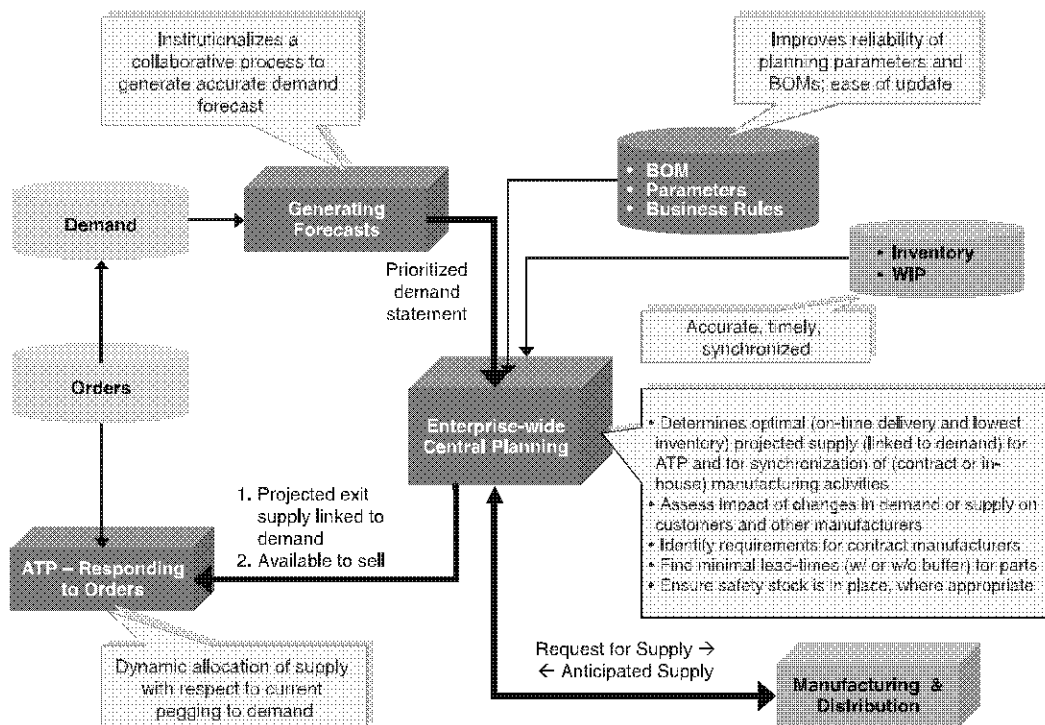 Institutionalizes a
collaborative process to
generate accurate demand
forecast
Improves reliability of
planning parameters and
BOMs; ease of update
• BOM
• Parameters
• Business Rules
Demand
Generating
Forecasts
• Inventory
• WIP
Prioritized
demand
statement
Accurate, timely,
synchronized
Orders
Enterprise-wide
Central Planning
• Determines optimal (on-time delivery and lowest
inventory) projected supply (linked to demand) for
ATP and for synchronization of (contract or in-
house) manufacturing activities
• Assess impact of changes in demand or supply on
customers and other manufacturers
• Identify requirements for contract manufacturers
• Find minimal lead-times (w/ or w/o buffer) for parts
• Ensure safety stock is in place, where appropriate
1. Projected exit
supply linked to
demand
2. Available to sell
ATP – Responding
to Orders
Dynamic allocation of supply
with respect to current
pegging to demand
Request for Supply →
← Anticipated Supply
Manufacturing &
Distribution